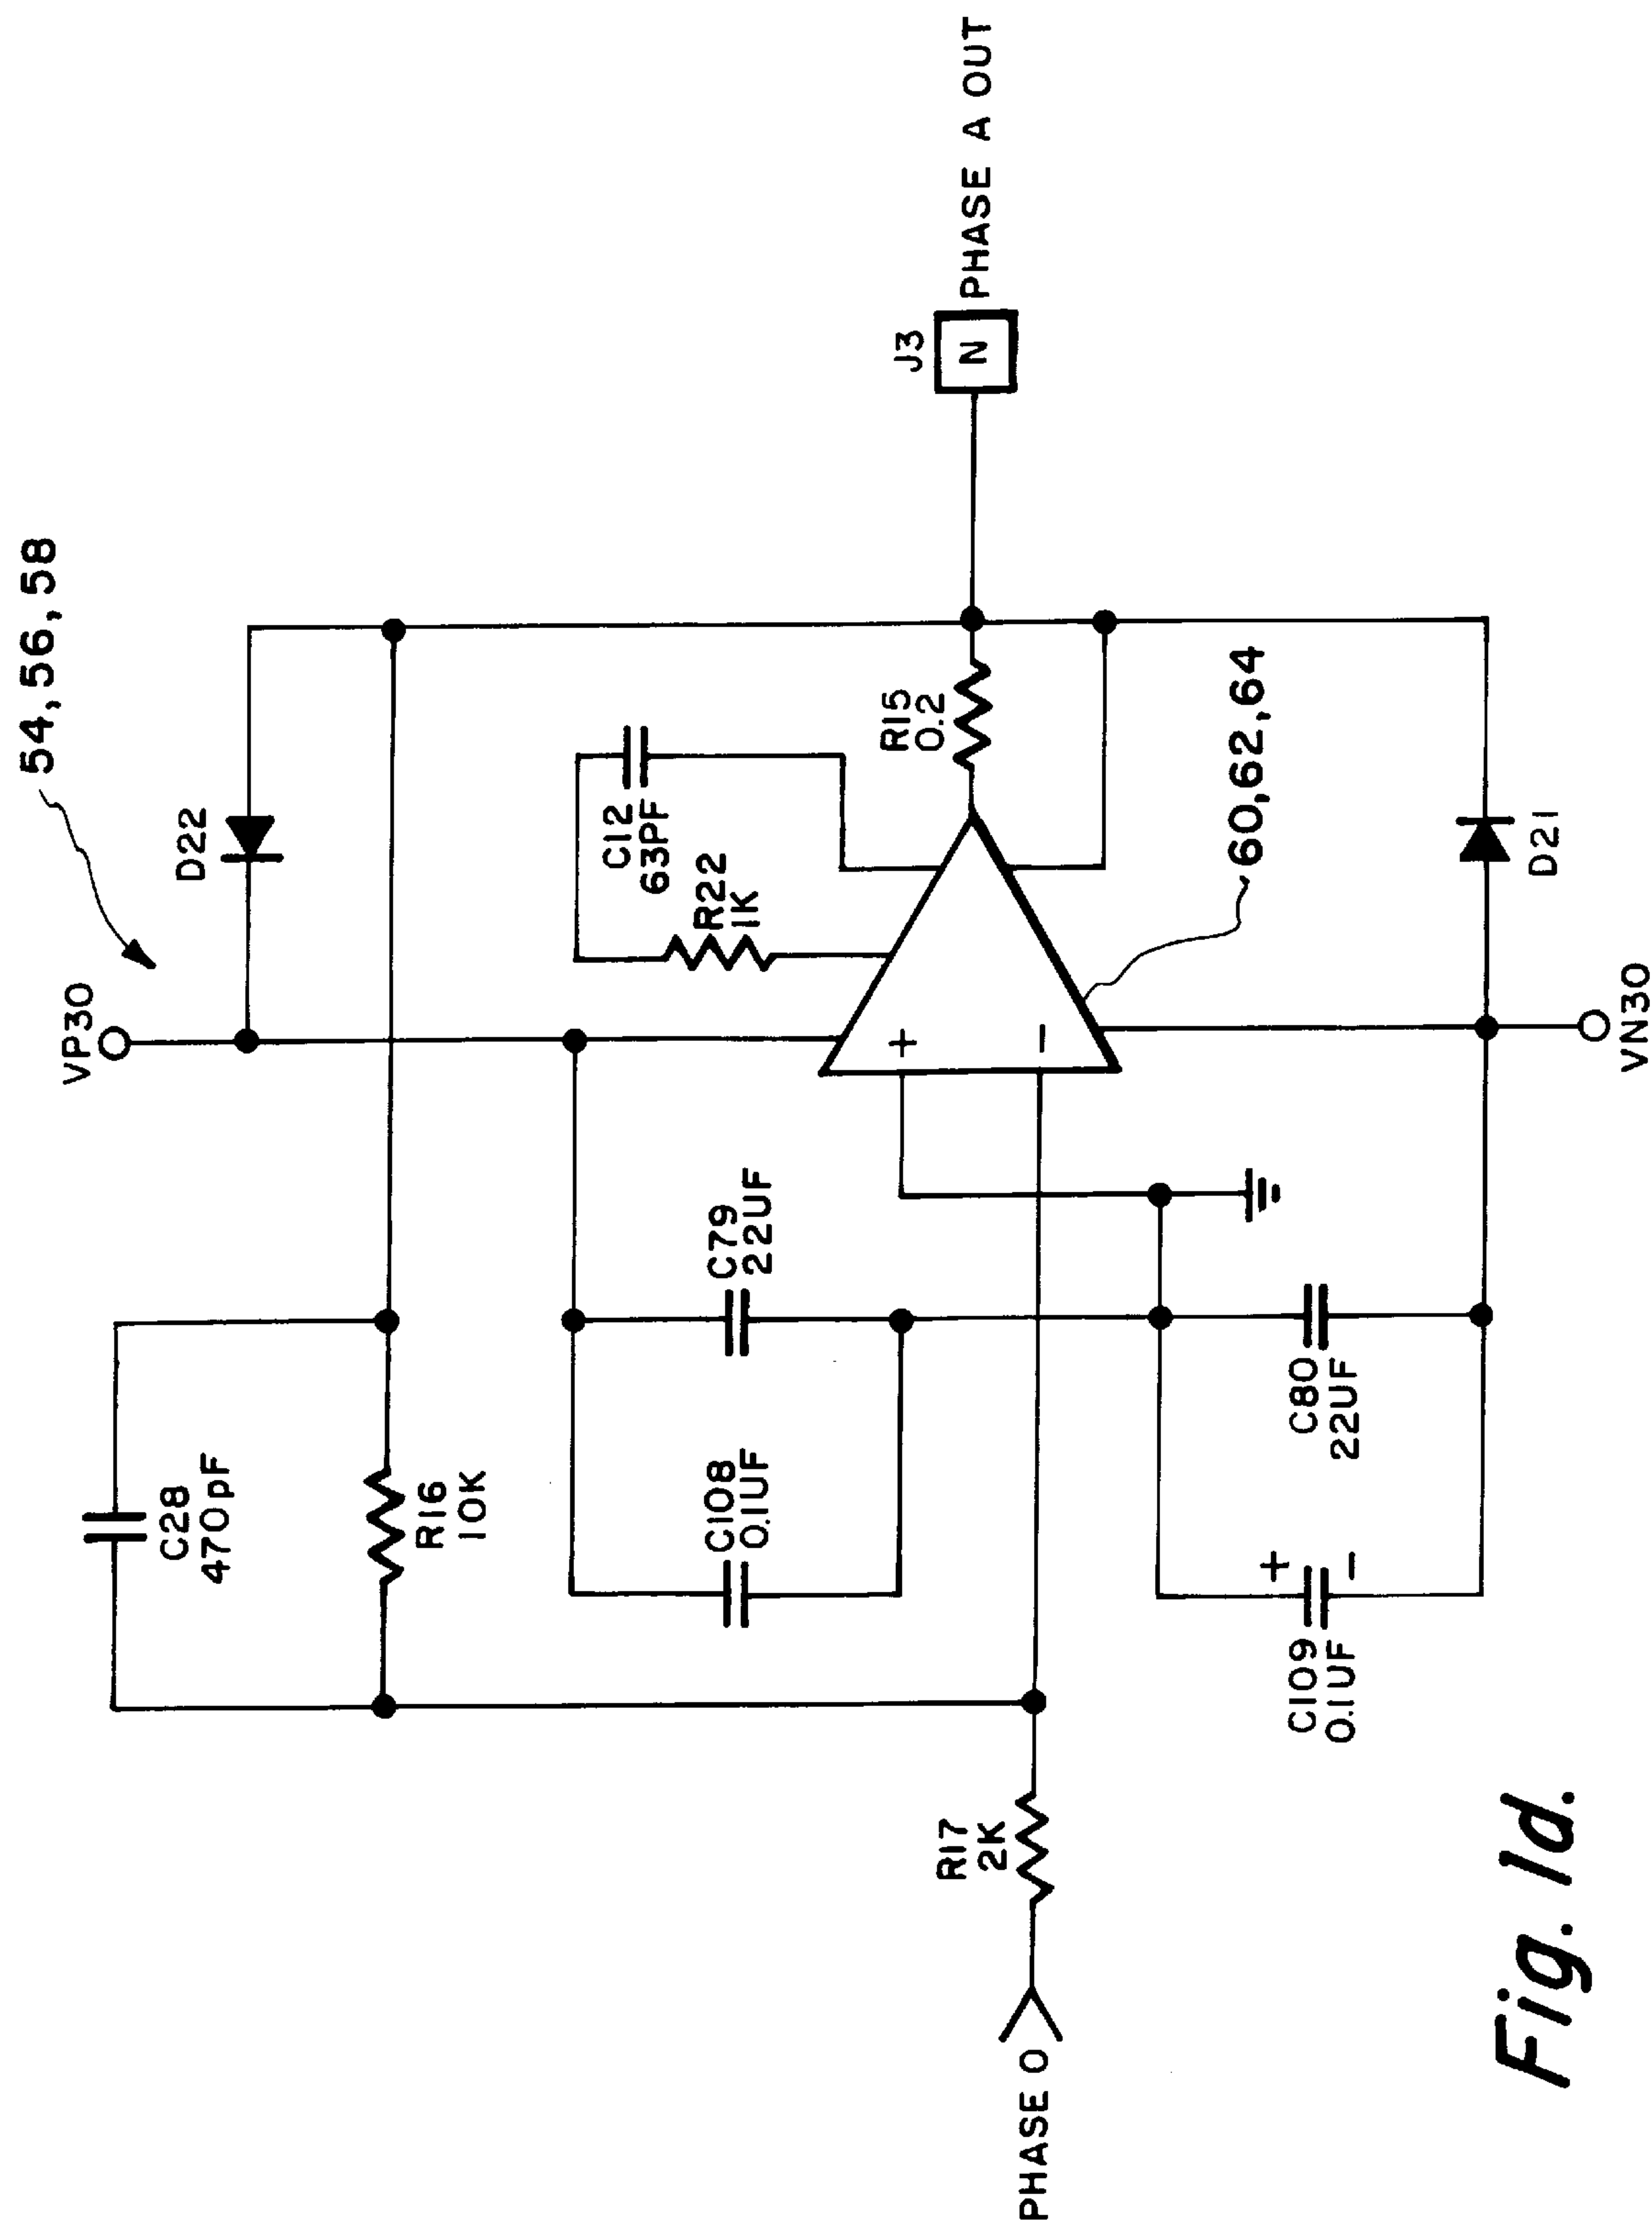 54, 56, 58
VP30
D22
C28
470pF
R16
10K
C12
63PF
R22
1K
C79
22UF
C108
0.1UF
R15
0.2
J3
N
PHASE A OUT
+
−
R17
2K
PHASE 0
60, 62, 64
C80
22UF
C109
0.1UF
+
−
D21
VN30
Fig. 1d.